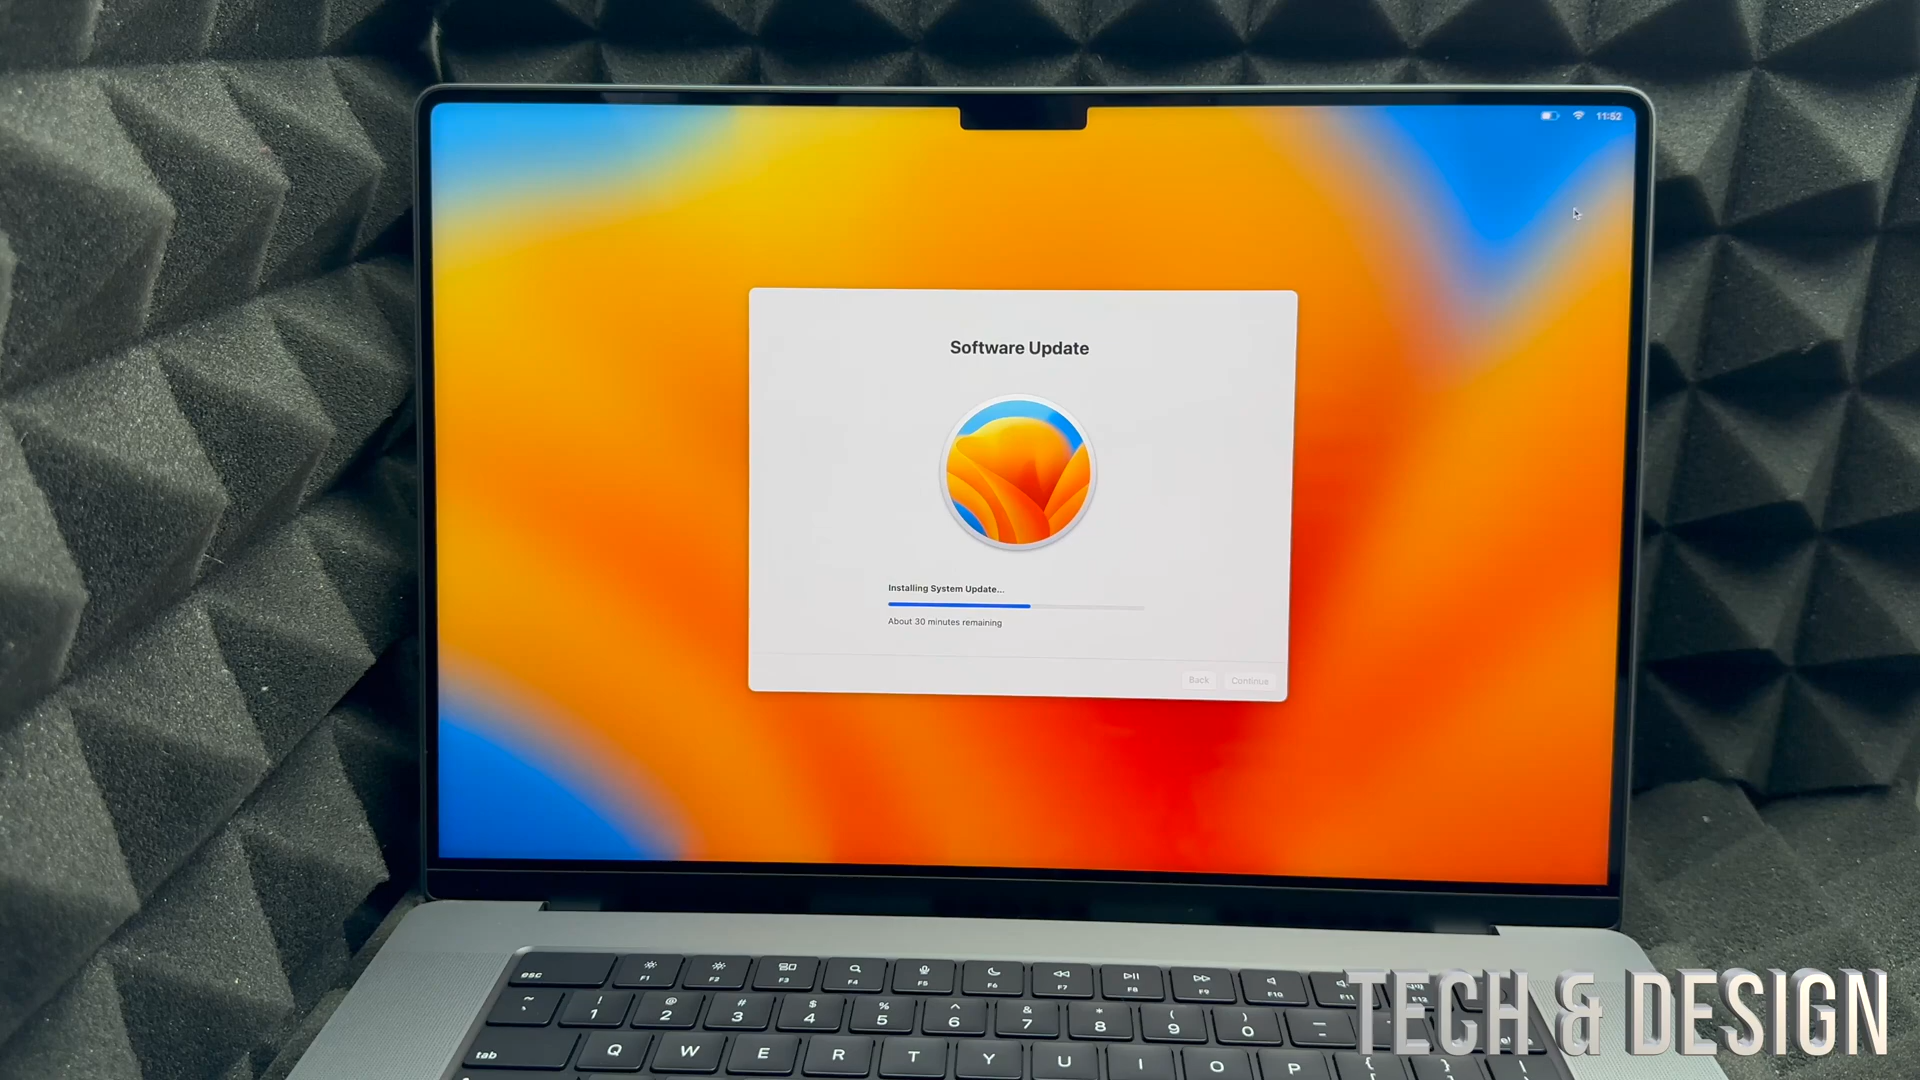 11:52
Software Update
Installing System Update...
About 30 minutes remaining
Back Continue
esc F1 F2 F3 F4 F5 F6 F7 F8 F9 F10 F11 F12
~ ! @ # $ % ^ & * ( )
` 1 2 3 4 5 6 7 8 9 0
tab Q W E R T Y U I O P
TECH & DESIGN